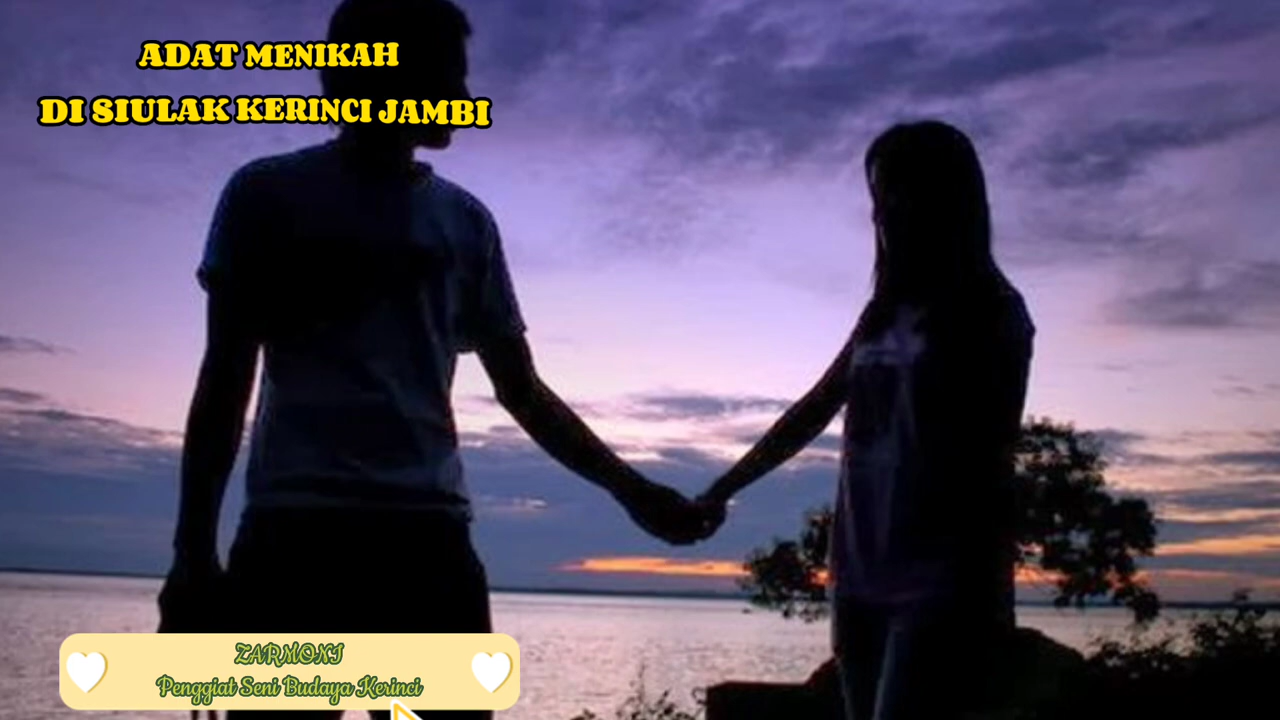 ADAT MENIKAH
DI SIULAK KERINCI JAMBI
ZARMONI
Penggiat Seni Budaya Kerinci